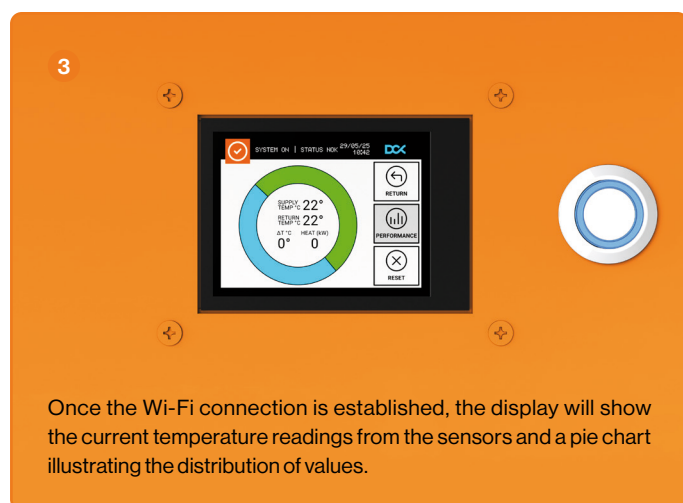 3
SYSTEM ON | STATUS NOK 29/05/25
10:42
DCX
SUPPLY
TEMP °C 22°
RETURN
TEMP °C 22°
ΔT °C HEAT (kW)
0° 0
RETURN
PERFORMANCE
RESET
Once the Wi-Fi connection is established, the display will show
the current temperature readings from the sensors and a pie chart
illustrating the distribution of values.